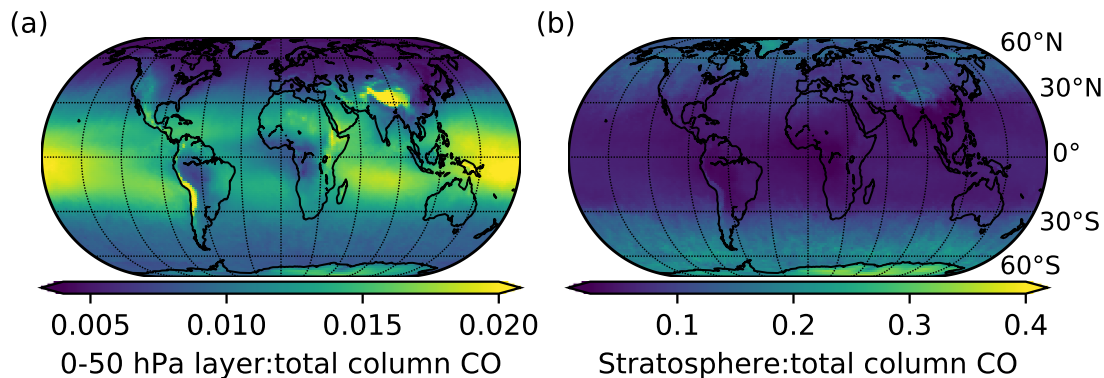 (a)
(b)
60°N
30°N
0°
30°S
60°S
0.005 0.010 0.015 0.020
0.1 0.2 0.3 0.4
0-50 hPa layer:total column CO
Stratosphere:total column CO